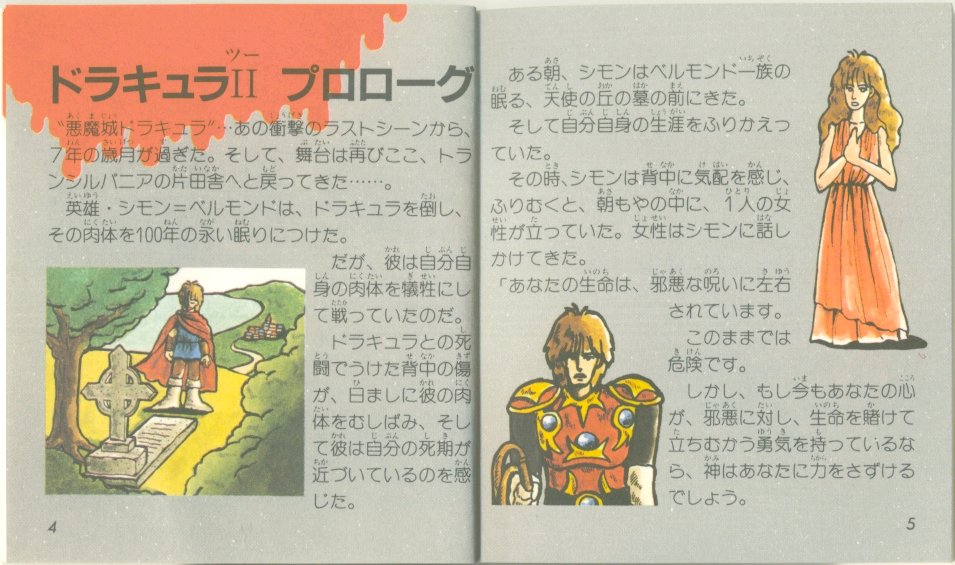 ドラキュラII プロローグ
ツー
"悪魔城ドラキュラ"…あの衝撃のラストシーンから、
7年の歳月が過ぎた。そして、舞台は再びここ、トラ
ンシルバニアの片田舎へと戻ってきた……。
英雄・シモン=ベルモンドは、ドラキュラを倒し、
その肉体を100年の永い眠りにつけた。
だが、彼は自分自
身の肉体を犠牲にし
て戦っていたのだ。
ドラキュラとの死
闘でうけた背中の傷
が、日ましに彼の肉
体をむしばみ、そし
て彼は自分の死期が
近づいているのを感
じた。
4
ある朝、シモンはベルモンド一族の
眠る、天使の丘の墓の前にきた。
そして自分自身の生涯をふりかえっ
ていた。
その時、シモンは背中に気配を感じ、
ふりむくと、朝もやの中に、1人の女
性が立っていた。女性はシモンに話し
かけてきた。
「あなたの生命は、邪悪な呪いに左右
されています。
このままでは
危険です。
しかし、もし今もあなたの心
が、邪悪に対し、生命を賭けて
立ちむかう勇気を持っているな
ら、神はあなたに力をさずける
でしょう。
5